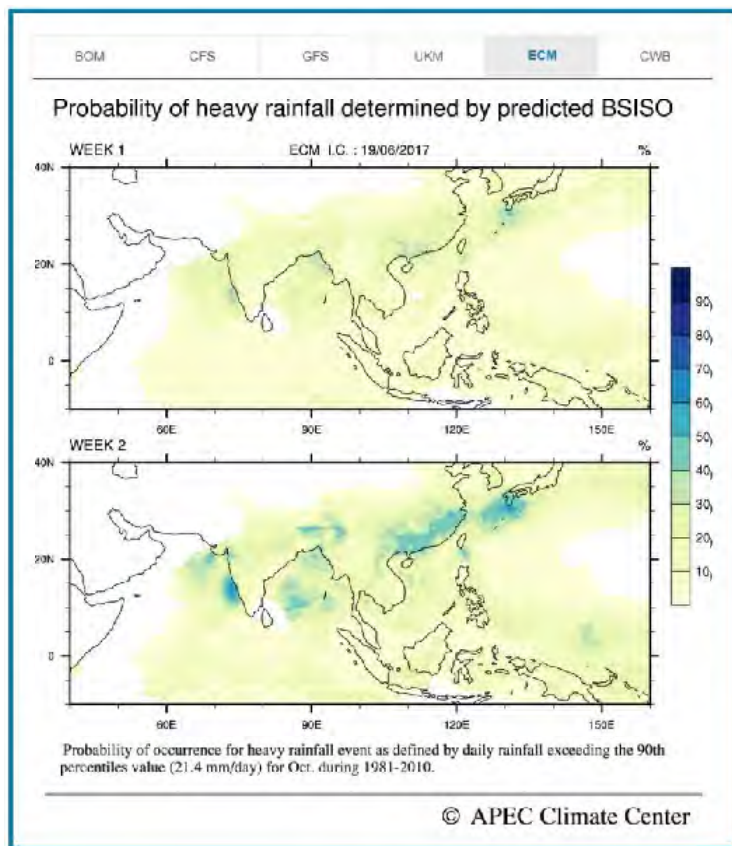 BOM CFS GFS UKM ECM CWB
Probability of heavy rainfall determined by predicted BSISO
WEEK 1 ECM I.C. : 19/06/2017 %
40N
20N
0
60E 90E 120E 150E
WEEK 2 %
40N
20N
0
60E 90E 120E 150E
90
80
70
60
50
40
30
20
10
Probability of occurrence for heavy rainfall event as defined by daily rainfall exceeding the 90th
percentiles value (21.4 mm/day) for Oct. during 1981-2010.
© APEC Climate Center